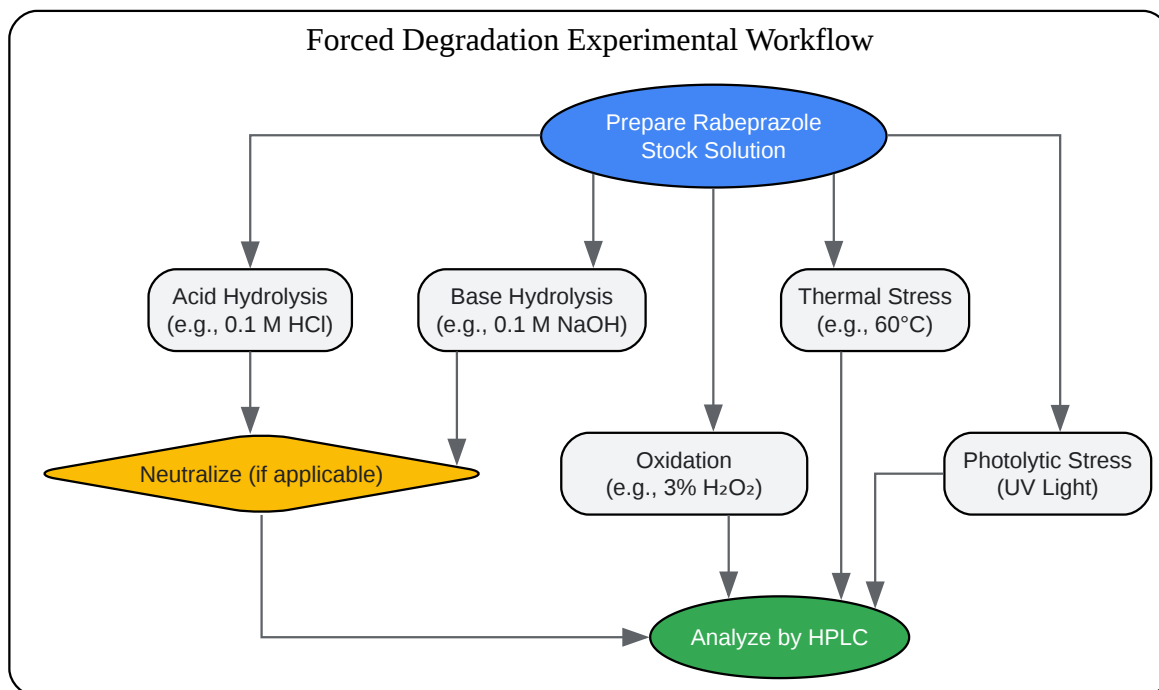 Forced Degradation Experimental Workflow
Prepare Rabeprazole
Stock Solution
Acid Hydrolysis
(e.g., 0.1 M HCl)
Base Hydrolysis
(e.g., 0.1 M NaOH)
Thermal Stress
(e.g., 60°C)
Neutralize (if applicable)
Oxidation
(e.g., 3% H₂O₂)
Photolytic Stress
(UV Light)
Analyze by HPLC